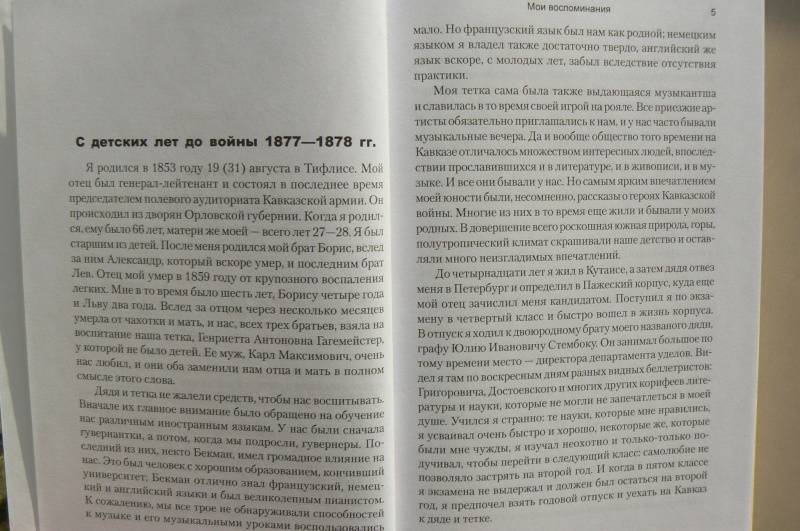 С детских лет до войны 1877—1878 гг.
Я родился в 1853 году 19 (31) августа в Тифлисе. Мой
отец был генерал-лейтенант и состоял в последнее время
председателем полевого аудиториата Кавказской армии. Он
происходил из дворян Орловской губернии. Когда я родил-
ся, ему было 66 лет, матери же моей — всего лет 27—28. Я был
старшим из детей. После меня родился мой брат Борис, вслед
за ним Александр, который вскоре умер, и последним брат
Лев. Отец мой умер в 1859 году от крупозного воспаления
легких. Мне в то время было шесть лет, Борису четыре года
и Льву два года. Вслед за отцом через несколько месяцев
умерла от чахотки и мать, и нас, всех трех братьев, взяла на
воспитание наша тетка, Генриетта Антоновна Гагемейстер,
у которой не было детей. Ее муж, Карл Максимович, очень
нас любил, и они оба заменили нам отца и мать в полном
смысле этого слова.
Дядя и тетка не жалели средств, чтобы нас воспитывать.
Вначале их главное внимание было обращено на обучение
нас различным иностранным языкам. У нас были сначала
гувернантки, а потом, когда мы подросли, гувернеры. По-
следний из них, некто Бекман, имел громадное влияние на
нас. Это был человек с хорошим образованием, кончивший
университет; Бекман отлично знал французский, немец-
кий и английский языки и был великолепным пианистом.
К сожалению, мы все трое не обнаруживали способностей
к музыке и его музыкальными уроками воспользовались
Мои воспоминания
5
мало. Но французский язык был нам как родной; немецким
языком я владел также достаточно твердо, английский же
язык вскоре, с молодых лет, забыл вследствие отсутствия
практики.
Моя тетка сама была также выдающаяся музыкантша
и славилась в то время своей игрой на рояле. Все приезжие ар-
тисты обязательно приглашались к нам, и у нас часто бывали
музыкальные вечера. Да и вообще общество того времени на
Кавказе отличалось множеством интересных людей, впослед-
ствии прославившихся и в литературе, и в живописи, и в му-
зыке. И все они бывали у нас. Но самым ярким впечатлением
моей юности были, несомненно, рассказы о героях Кавказской
войны. Многие из них в то время еще жили и бывали у моих
родных. В довершение всего роскошная южная природа, горы,
полутропический климат скрашивали наше детство и остав-
ляли много неизгладимых впечатлений.
До четырнадцати лет я жил в Кутаисе, а затем дядя отвез
меня в Петербург и определил в Пажеский корпус, куда еще
мой отец зачислил меня кандидатом. Поступил я по экза-
мену в четвертый класс и быстро вошел в жизнь корпуса.
В отпуск я ходил к двоюродному брату моего названого дяди,
графу Юлию Ивановичу Стембоку. Он занимал большое по
тому времени место — директора департамента уделов. Ви-
дел я там по воскресным дням разных видных беллетристов:
Григоровича, Достоевского и многих других корифеев лите-
ратуры и науки, которые не могли не запечатлеться в моей
душе. Учился я странно: те науки, которые мне нравились,
я усваивал очень быстро и хорошо, некоторые же, которые
были мне чужды, я изучал неохотно и только-только по-
дучивал, чтобы перейти в следующий класс: самолюбие не
позволяло застрять на второй год. И когда в пятом классе
я экзамена не выдержал и должен был остаться на второй
год, я предпочел взять годовой отпуск и уехать на Кавказ
к дяде и тетке.